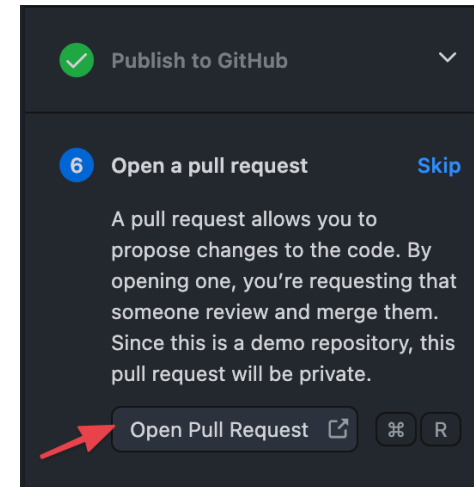 Publish to GitHub
6 Open a pull request Skip
A pull request allows you to
propose changes to the code. By
opening one, you’re requesting that
someone review and merge them.
Since this is a demo repository, this
pull request will be private.
Open Pull Request ⌘ R